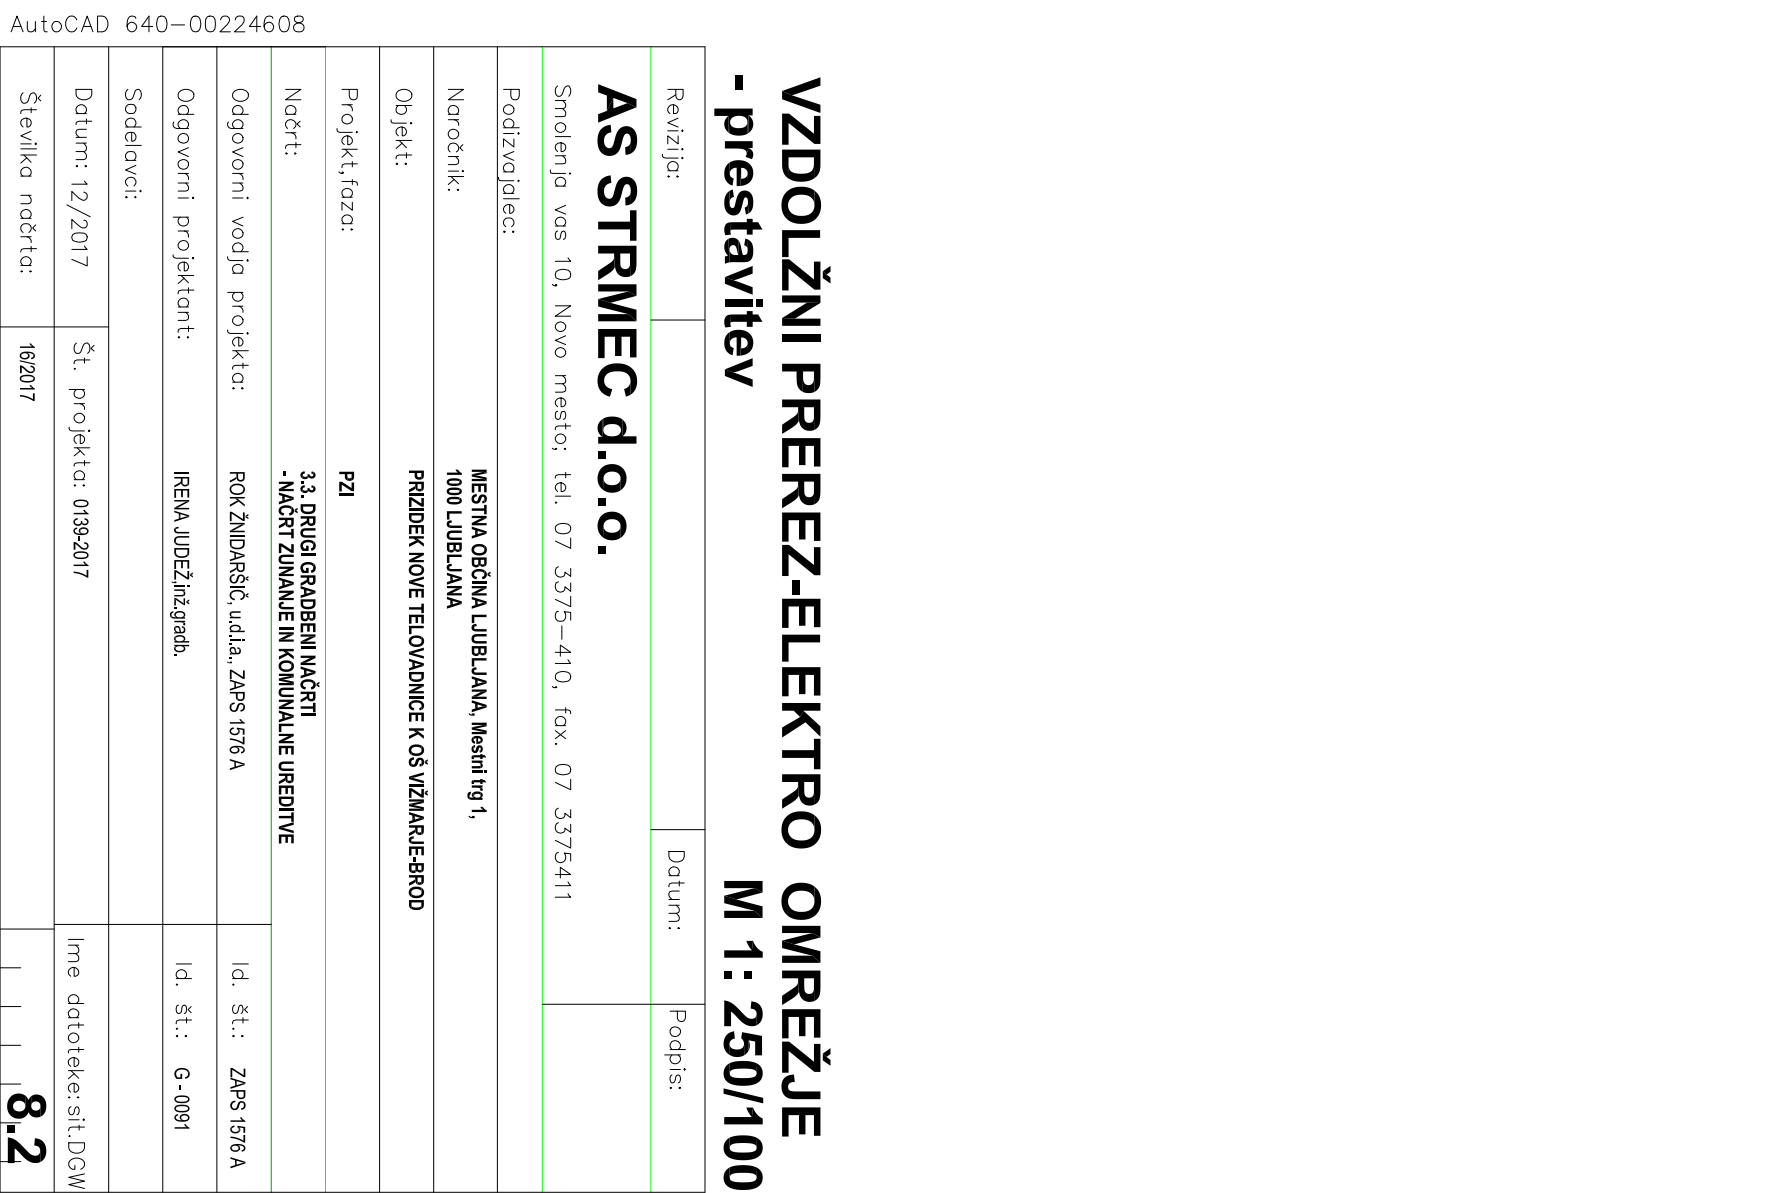 AutoCAD 640-00224608
VZDOLŽNI PREREZ-ELEKTRO OMREŽJE
- prestavitev M 1: 250/100
Revizija: Datum: Podpis:
AS STRMEC d.o.o.
Smolenja vas 10, Novo mesto; tel. 07 3375-410, fax. 07 3375411
Podizvajalec:
Naročnik: MESTNA OBČINA LJUBLJANA, Mestni trg 1,
1000 LJUBLJANA
Objekt: PRIZIDEK NOVE TELOVADNICE K OŠ VIŽMARJE-BROD
Projekt,faza: PZI
Načrt: 3.3. DRUGI GRADBENI NAČRTI
- NAČRT ZUNANJE IN KOMUNALNE UREDITVE
Odgovorni vodja projekta: ROK ŽNIDARŠIČ, u.d.i.a., ZAPS 1576 A Id. št.: ZAPS 1576 A
Odgovorni projektant: IRENA JUDEŽ,inž.gradb. Id. št.: G - 0091
Sodelavci:
Datum: 12/2017 Št. projekta: 0139-2017 Ime datoteke: sit.DGW
Številka načrta: 16/2017 8.2